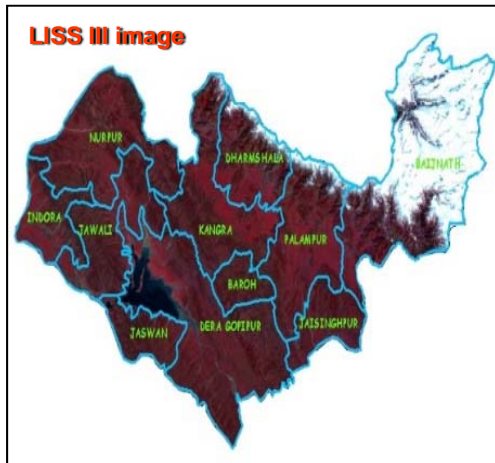 LISS III image
NURPUR
DHARMSHALA
BAIJNATH
INDORA
JAWALI
KANGRA
PALAMPUR
BAROH
DERA GOPIPUR
JAISINGHPUR
JASWAN